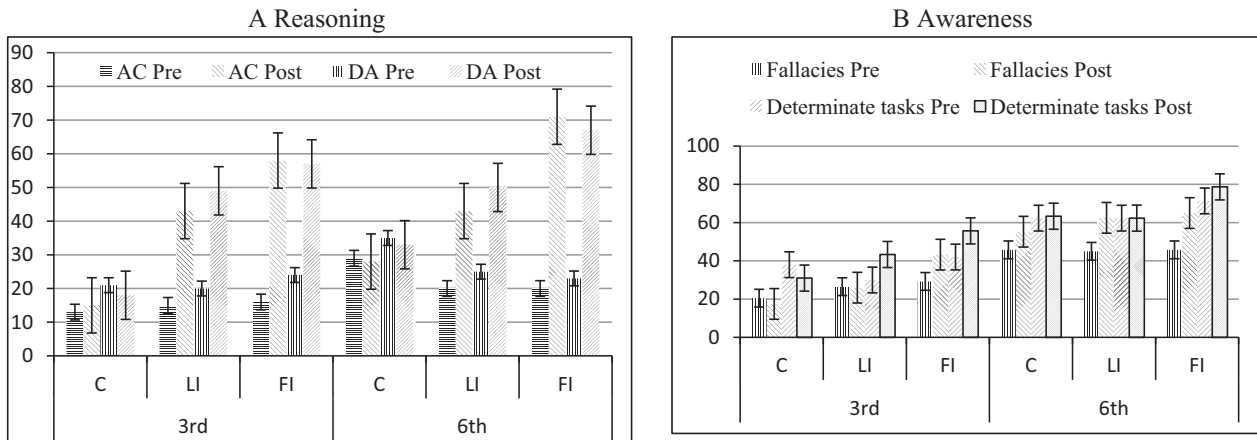 A Reasoning
90
80
70
60
50
40
30
20
10
0
AC Pre AC Post DA Pre DA Post
C LI FI C LI FI
3rd 6th
B Awareness
Fallacies Pre Fallacies Post
Determinate tasks Pre Determinate tasks Post
100
80
60
40
20
0
C LI FI C LI FI
3rd 6th